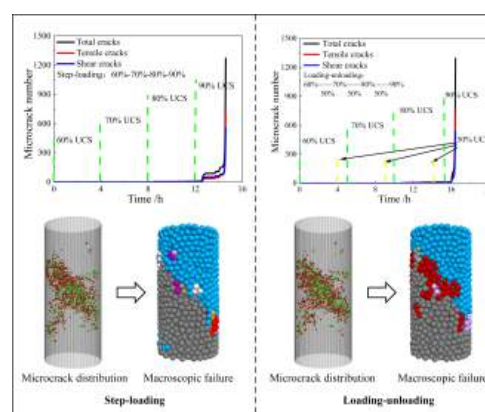 1500
1200
900
600
300
0
Microcrack number
Total cracks
Tensile cracks
Shear cracks
Step-loading: 60%-70%-80%-90%
90% UCS
80% UCS
70% UCS
60% UCS
0 4 8 12 16
Time /h
Microcrack distribution
Macroscopic failure
Step-loading
1500
1200
900
600
300
0
Microcrack number
Total cracks
Tensile cracks
Shear cracks
Loading-unloading:
60%------70%------80%------90%
50% 50% 50%
90% UCS
80% UCS
70% UCS
60% UCS
50% UCS
0 4 8 12 16
Time /h
Microcrack distribution
Macroscopic failure
Loading-unloading